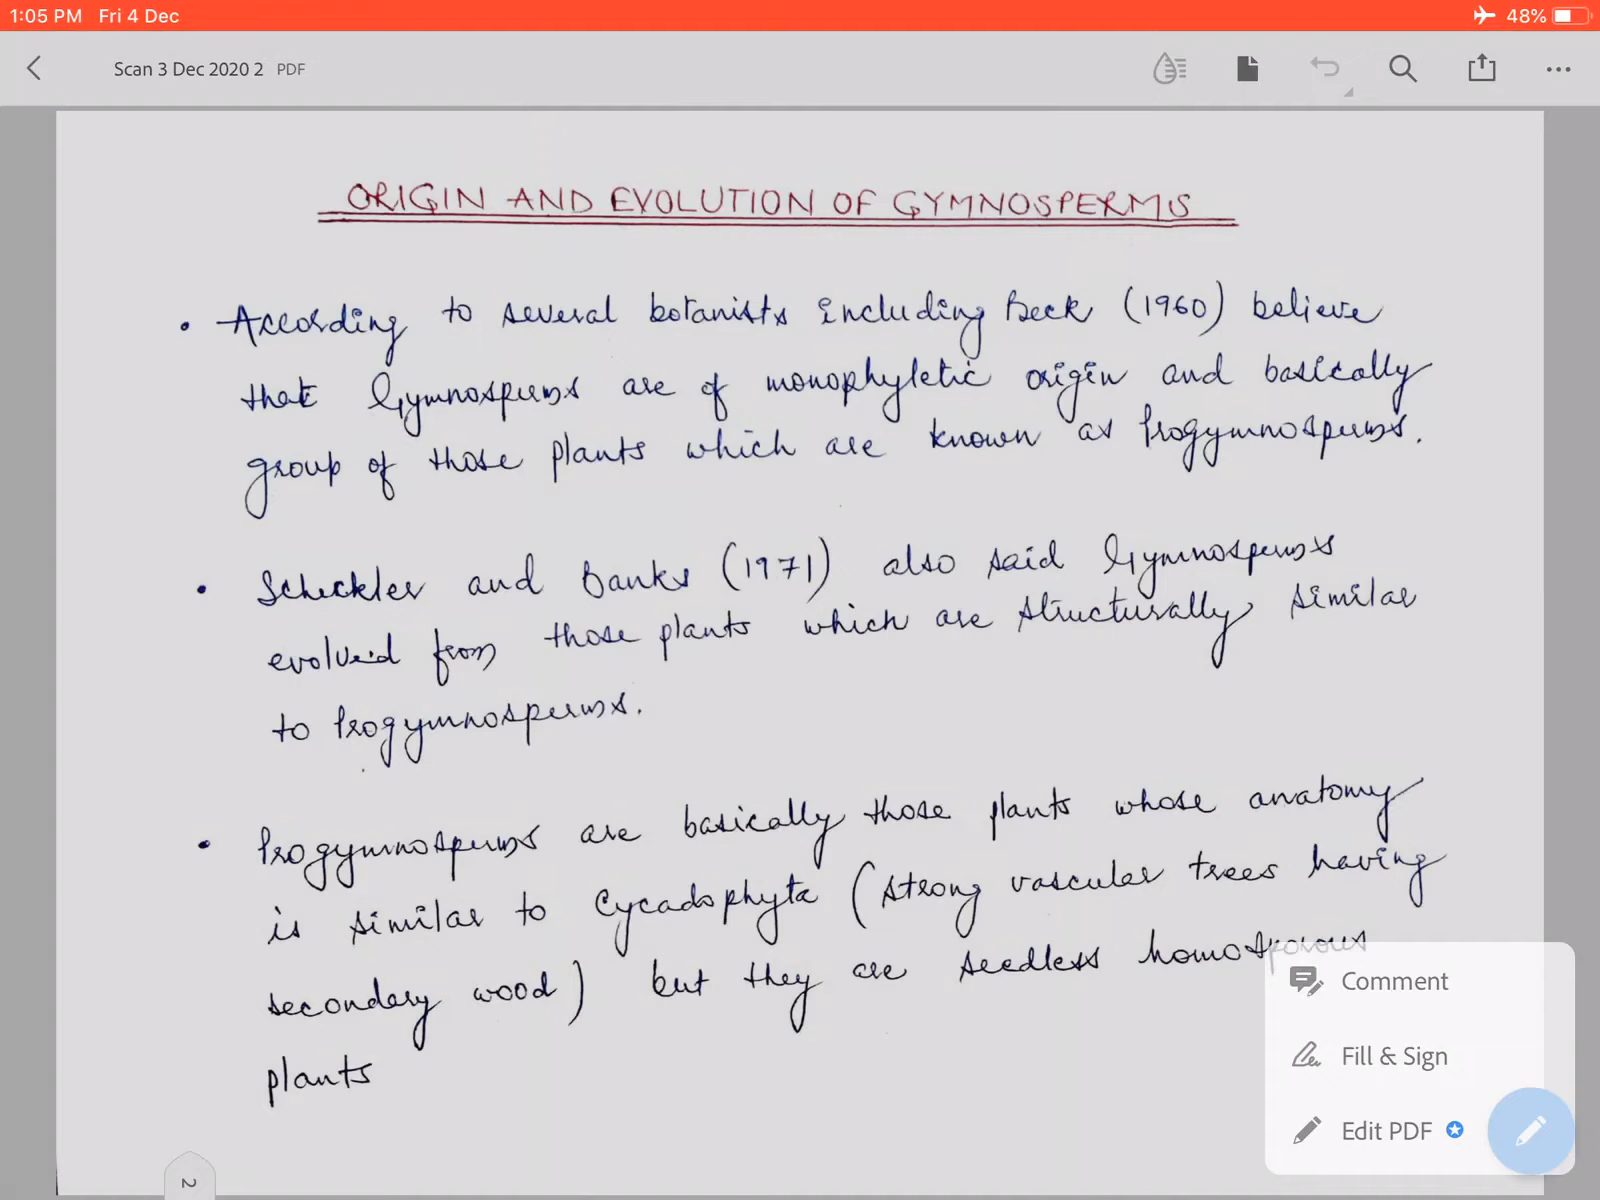 1:05 PM Fri 4 Dec 48%
Scan 3 Dec 2020 2 PDF
ORIGIN AND EVOLUTION OF GYMNOSPERMS
• According to several botanists including Beck (1960) believe
that Gymnosperms are of monophyletic origin and basically
group of those plants which are known as Progymnosperms.
• Scheckler and Banks (1971) also said Gymnosperms
evolveid from those plants which are structurally similar
to Progymnosperms.
• Progymnosperms are basically those plants whose anatomy
is similar to Cycadophyta (strong vascular trees having
secondary wood) but they are seedless homosporous
plants
Comment
Fill & Sign
Edit PDF
2